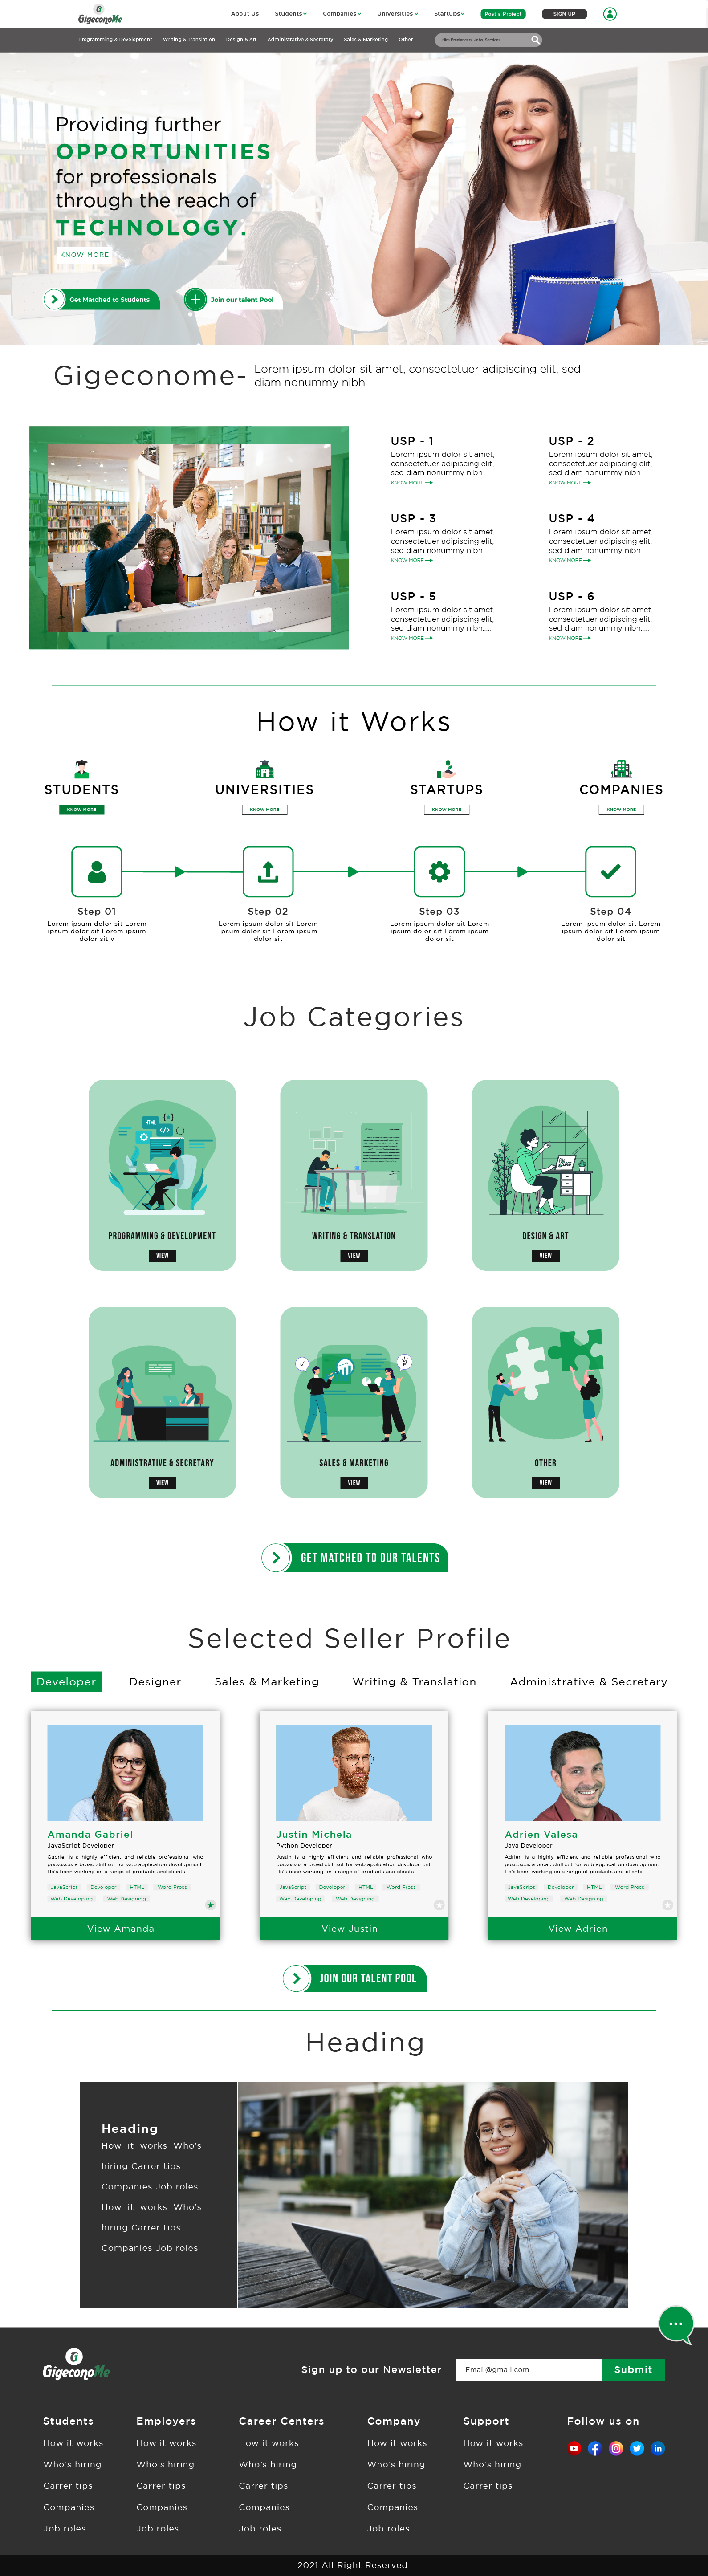 GigeconoMe
About Us Students Companies Universities Startups Post a Project SIGN UP
Programming & Development Writing & Translation Design & Art Administrative & Secretary Sales & Marketing Other Hire Freelancers, Jobs, Services
Providing further
OPPORTUNITIES
for professionals
through the reach of
TECHNOLOGY.
KNOW MORE
Get Matched to Students Join our talent Pool
Gigeconome- Lorem ipsum dolor sit amet, consectetuer adipiscing elit, sed
diam nonummy nibh
USP - 1
Lorem ipsum dolor sit amet,
consectetuer adipiscing elit,
sed diam nonummy nibh....
KNOW MORE
USP - 2
Lorem ipsum dolor sit amet,
consectetuer adipiscing elit,
sed diam nonummy nibh....
KNOW MORE
USP - 3
Lorem ipsum dolor sit amet,
consectetuer adipiscing elit,
sed diam nonummy nibh....
KNOW MORE
USP - 4
Lorem ipsum dolor sit amet,
consectetuer adipiscing elit,
sed diam nonummy nibh....
KNOW MORE
USP - 5
Lorem ipsum dolor sit amet,
consectetuer adipiscing elit,
sed diam nonummy nibh....
KNOW MORE
USP - 6
Lorem ipsum dolor sit amet,
consectetuer adipiscing elit,
sed diam nonummy nibh....
KNOW MORE
How it Works
STUDENTS UNIVERSITIES STARTUPS COMPANIES
KNOW MORE KNOW MORE KNOW MORE KNOW MORE
Step 01
Lorem ipsum dolor sit Lorem
ipsum dolor sit Lorem ipsum
dolor sit v
Step 02
Lorem ipsum dolor sit Lorem
ipsum dolor sit Lorem ipsum
dolor sit
Step 03
Lorem ipsum dolor sit Lorem
ipsum dolor sit Lorem ipsum
dolor sit
Step 04
Lorem ipsum dolor sit Lorem
ipsum dolor sit Lorem ipsum
dolor sit
Job Categories
HTML
</>
PROGRAMMING & DEVELOPMENT
VIEW
WRITING & TRANSLATION
VIEW
DESIGN & ART
VIEW
ADMINISTRATIVE & SECRETARY
VIEW
SALES & MARKETING
VIEW
OTHER
VIEW
GET MATCHED TO OUR TALENTS
Selected Seller Profile
Developer Designer Sales & Marketing Writing & Translation Administrative & Secretary
Amanda Gabriel
JavaScript Developer
Gabriel is a highly efficient and reliable professional who
possesses a broad skill set for web application development.
He's been working on a range of products and clients
JavaScript Developer HTML Word Press
Web Developing Web Designing
View Amanda
Justin Michela
Python Developer
Justin is a highly efficient and reliable professional who
possesses a broad skill set for web application development.
He's been working on a range of products and clients
JavaScript Developer HTML Word Press
Web Developing Web Designing
View Justin
Adrien Valesa
Java Developer
Adrien is a highly efficient and reliable professional who
possesses a broad skill set for web application development.
He's been working on a range of products and clients
JavaScript Developer HTML Word Press
Web Developing Web Designing
View Adrien
JOIN OUR TALENT POOL
Heading
Heading
How it works Who's
hiring Carrer tips
Companies Job roles
How it works Who's
hiring Carrer tips
Companies Job roles
GigeconoMe
Sign up to our Newsletter Email@gmail.com Submit
Students Employers Career Centers Company Support Follow us on
How it works How it works How it works How it works How it works
Who's hiring Who's hiring Who's hiring Who's hiring Who's hiring
Carrer tips Carrer tips Carrer tips Carrer tips Carrer tips
Companies Companies Companies Companies
Job roles Job roles Job roles Job roles
2021 All Right Reserved.